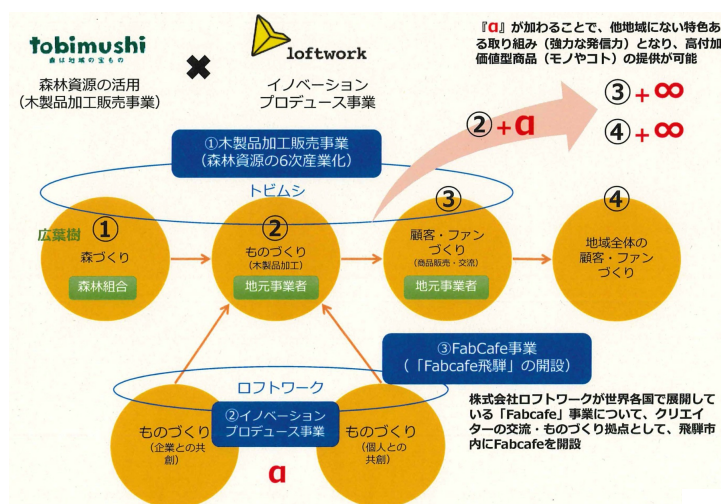 tobimushi
森は地域の宝もの
森林資源の活用
(木製品加工販売事業)
loftwork
イノベーション
プロデュース事業
『α』が加わることで、他地域にない特色あ
る取り組み（強力な発信力）となり、高付加
価値型商品（モノやコト）の提供が可能
③+∞
④+∞
②+α
①木製品加工販売事業
(森林資源の6次産業化)
トビムシ
広葉樹
①
森づくり
森林組合
②
ものづくり
(木製品加工)
地元事業者
③
顧客・ファン
づくり
(商品販売・交流)
地元事業者
④
地域全体の
顧客・ファン
づくり
③FabCafe事業
(「Fabcafe飛騨」の開設)
ロフトワーク
②イノベーション
プロデュース事業
ものづくり
(企業との共
創)
ものづくり
(個人との
共創)
α
株式会社ロフトワークが世界各国で展開して
いる「Fabcafe」事業について、クリエイ
ターの交流・ものづくり拠点として、飛騨市
内にFabcafeを開設